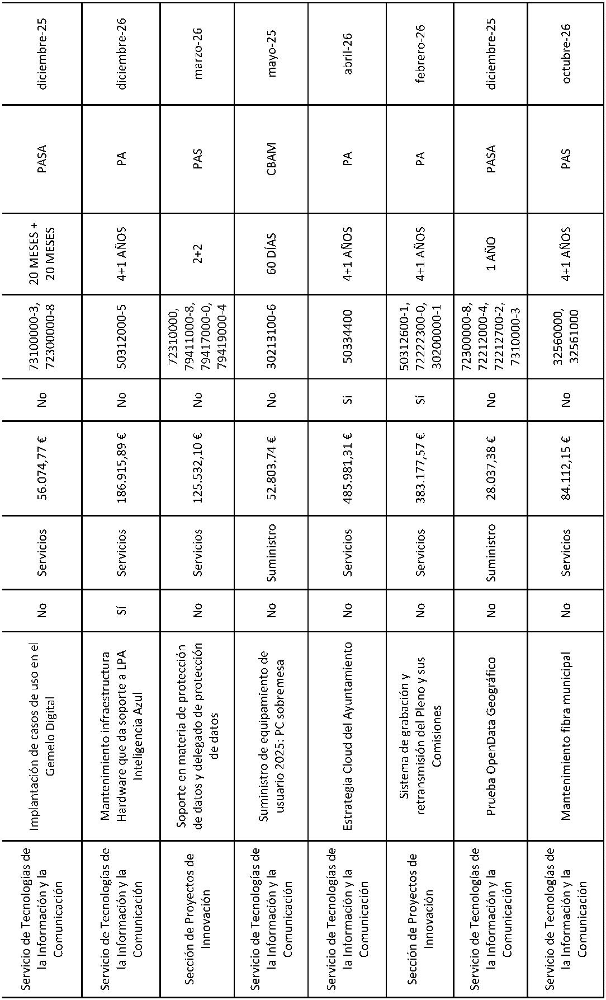 Servicio de Tecnologías de
la Información y la
Comunicación
Implantación de casos de uso en el
Gemelo Digital
No
Servicios
56.074,77 €
No
73100000-3,
72300000-8
20 MESES +
20 MESES
PASA
diciembre-25
Servicio de Tecnologías de
la Información y la
Comunicación
Mantenimiento infraestructura
Hardware que da soporte a LPA
Inteligencia Azul
Sí
Servicios
186.915,89 €
No
50312000-5
4+1 AÑOS
PA
diciembre-26
Sección de Proyectos de
Innovación
Soporte en materia de protección
de datos y delegado de protección
de datos
No
Servicios
125.532,10 €
No
72310000,
79411000-8,
79417000-0,
79419000-4
2+2
PAS
marzo-26
Servicio de Tecnologías de
la Información y la
Comunicación
Suministro de equipamiento de
usuario 2025: PC sobremesa
No
Suministro
52.803,74 €
No
30213100-6
60 DÍAS
CBAM
mayo-25
Servicio de Tecnologías de
la Información y la
Comunicación
Estrategia Cloud del Ayuntamiento
No
Servicios
485.981,31 €
Sí
50334400
4+1 AÑOS
PA
abril-26
Sección de Proyectos de
Innovación
Sistema de grabación y
retransmisión del Pleno y sus
Comisiones
No
Servicios
383.177,57 €
Sí
50312600-1,
72222300-0,
30200000-1
4+1 AÑOS
PA
febrero-26
Servicio de Tecnologías de
la Información y la
Comunicación
Prueba OpenData Geográfico
No
Suministro
28.037,38 €
No
72300000-8,
72212000-4,
72212700-2,
7310000-3
1 AÑO
PASA
diciembre-25
Servicio de Tecnologías de
la Información y la
Comunicación
Mantenimiento fibra municipal
No
Servicios
84.112,15 €
No
32560000,
32561000
4+1 AÑOS
PAS
octubre-26